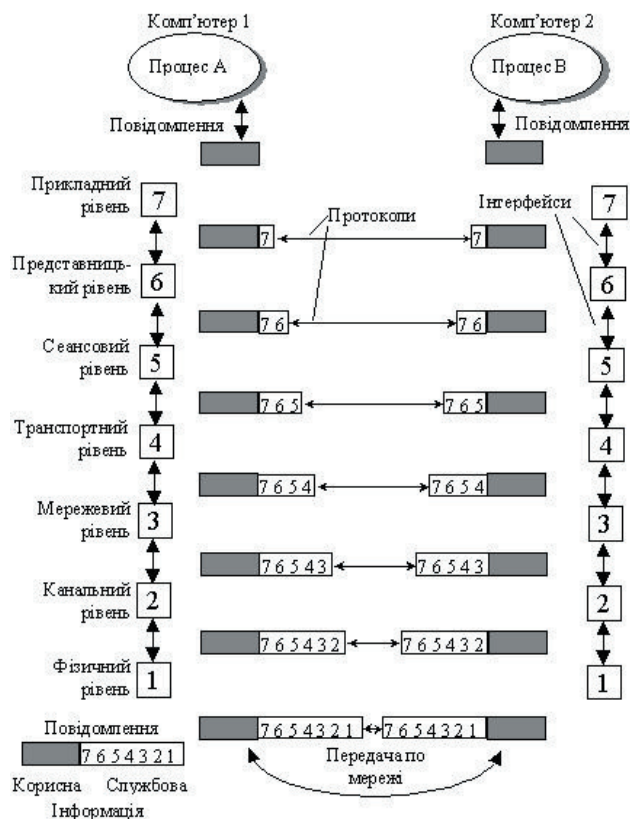 Комп'ютер 1
Комп'ютер 2
Процес А
Процес В
Повідомлення
Повідомлення
Прикладний
рівень
7
7
Протоколи
7
Інтерфейси
7
Представниць-
кий рівень
6
7 6
7 6
6
Сеансовий
рівень
5
7 6 5
7 6 5
5
Транспортний
рівень
4
7 6 5 4
7 6 5 4
4
Мережевий
рівень
3
7 6 5 4 3
7 6 5 4 3
3
Канальний
рівень
2
7 6 5 4 3 2
7 6 5 4 3 2
2
Фізичний
рівень
1
7 6 5 4 3 2 1
7 6 5 4 3 2 1
1
Передача по
мережі
Повідомлення
7 6 5 4 3 2 1
Корисна Службова
Інформація